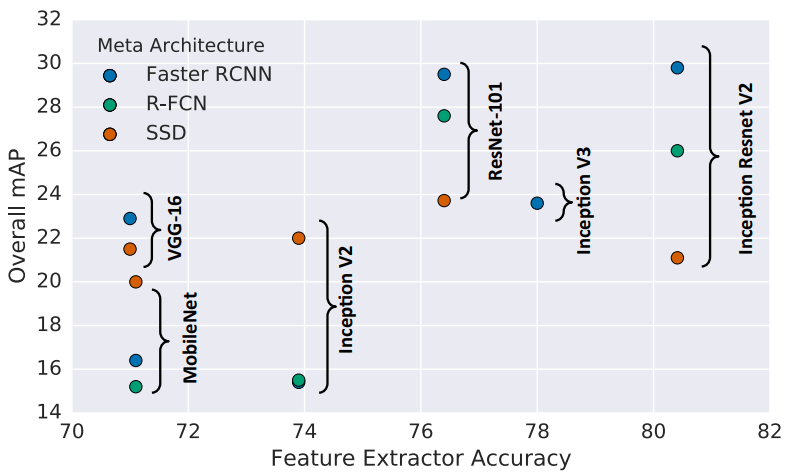 32
30
28
26
24
22
20
18
16
14
Overall mAP
Meta Architecture
Faster RCNN
R-FCN
SSD
VGG-16
MobileNet
Inception V2
ResNet-101
Inception V3
Inception Resnet V2
70 72 74 76 78 80 82
Feature Extractor Accuracy